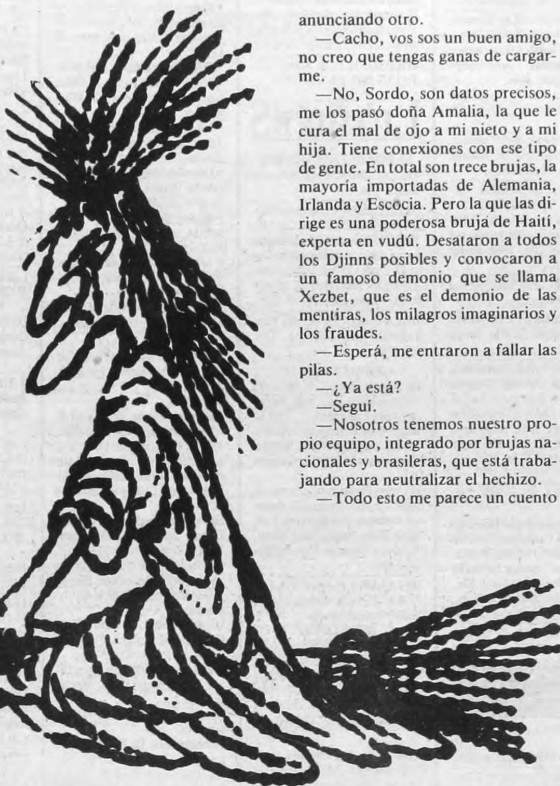 anunciando otro.
—Cacho, vos sos un buen amigo,
no creo que tengas ganas de cargar-
me.
—No, Sordo, son datos precisos,
me los pasó doña Amalia, la que le
cura el mal de ojo a mi nieto y a mi
hija. Tiene conexiones con ese tipo
de gente. En total son trece brujas, la
mayoría importadas de Alemania,
Irlanda y Escocia. Pero la que las di-
rige es una poderosa bruja de Haití,
experta en vudú. Desataron a todos
los Djinns posibles y convocaron a
un famoso demonio que se llama
Xezbet, que es el demonio de las
mentiras, los milagros imaginarios y
los fraudes.
—Esperá, me entraron a fallar las
pilas.
—¿Ya está?
—Seguí.
—Nosotros tenemos nuestro pro-
pio equipo, integrado por brujas na-
cionales y brasileras, que está traba-
jando para neutralizar el hechizo.
—Todo esto me parece un cuento